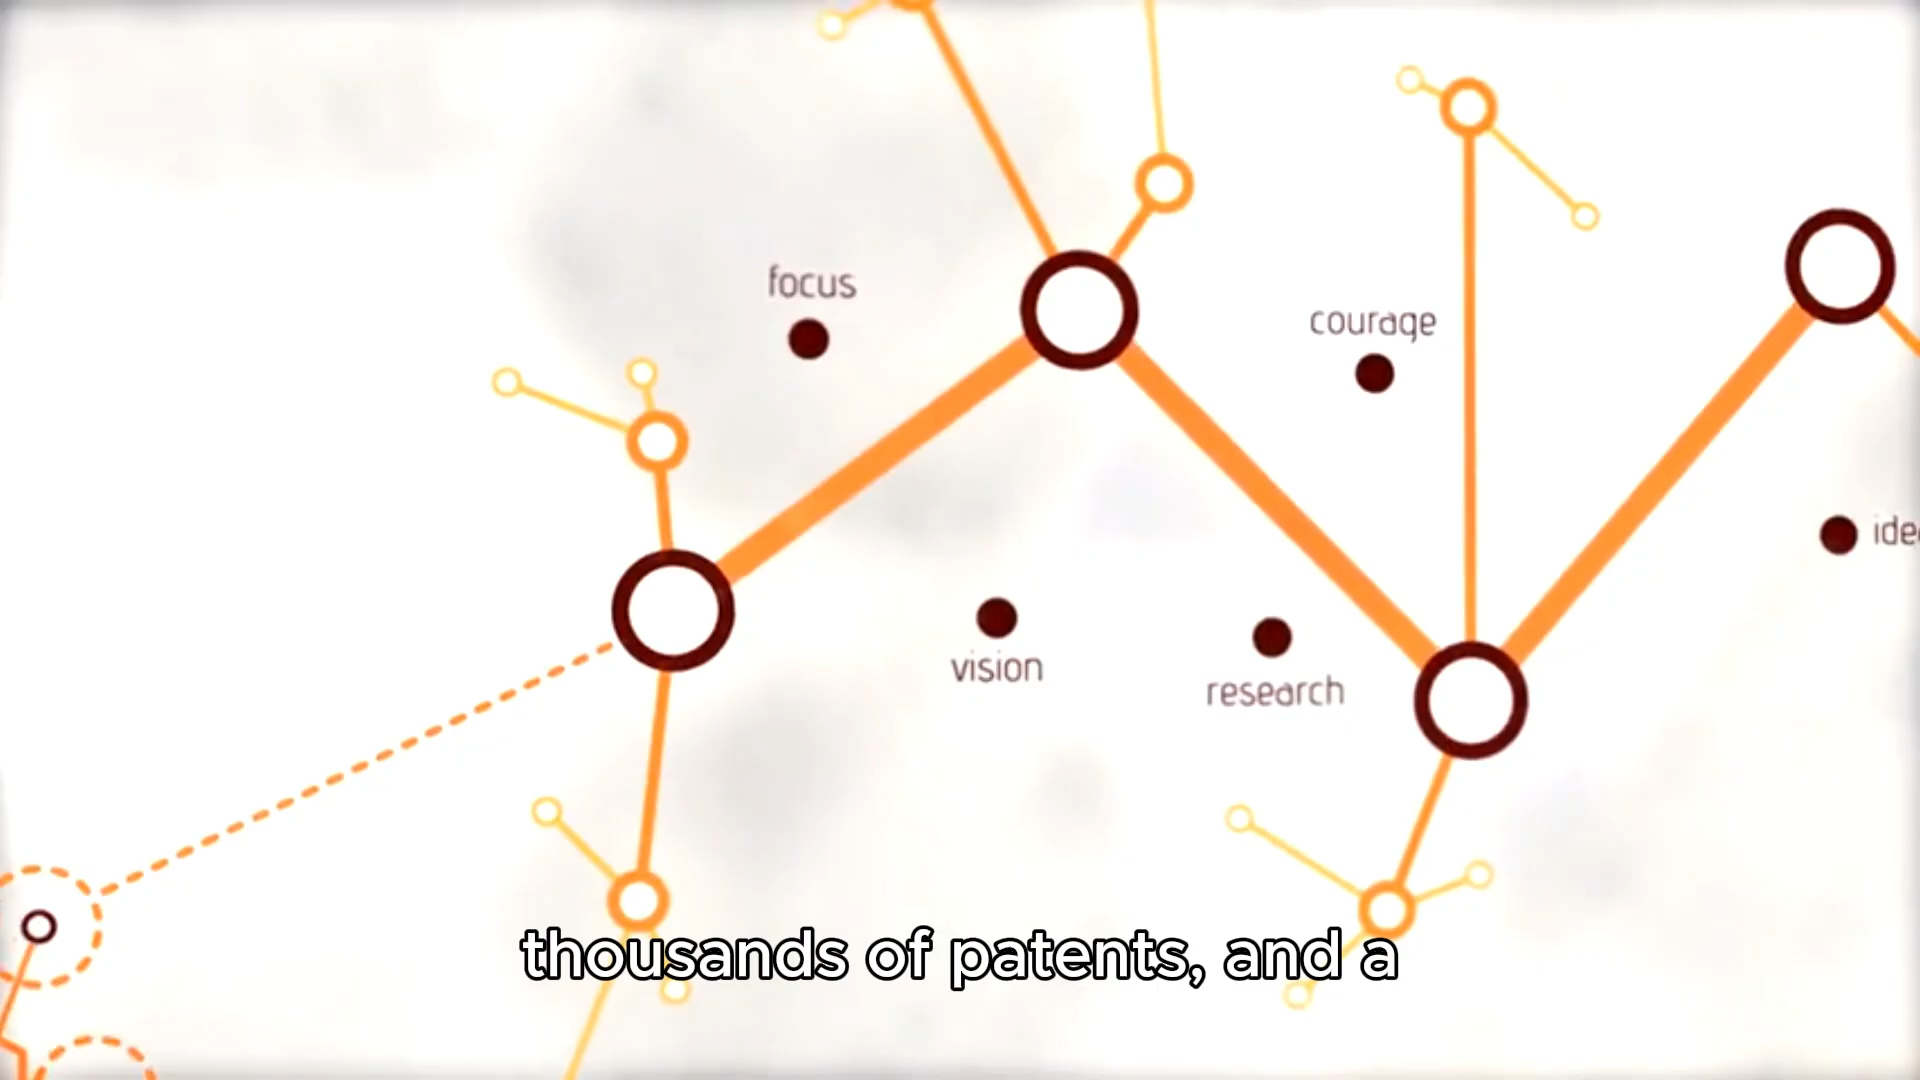 focus
courage
vision
research
thousands of patents, and a